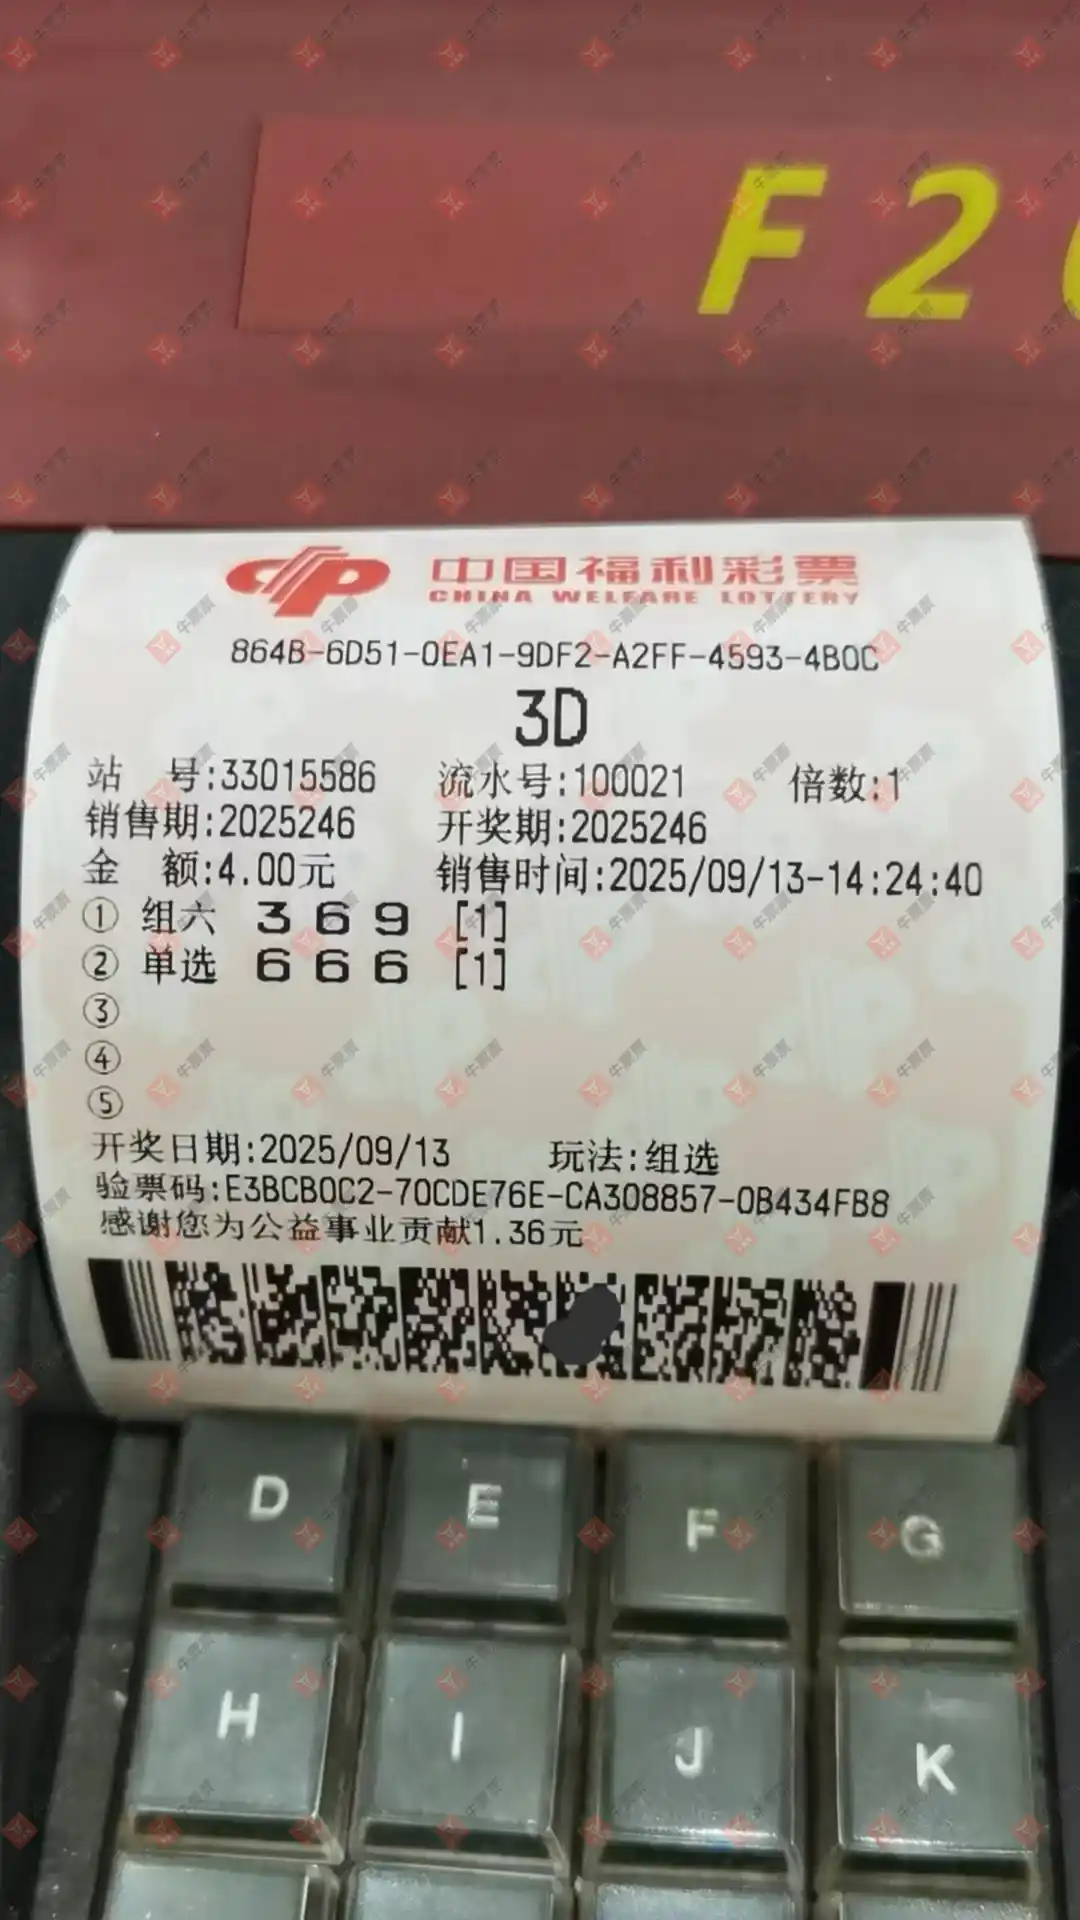 F 2
中国福利彩票
CHINA WELFARE LOTTERY
864B-6D51-0EA1-9DF2-A2FF-4593-4B0C
3D
站 号:33015586 流水号:100021 倍数:1
销售期:2025246 开奖期:2025246
金 额:4.00元 销售时间:2025/09/13-14:24:40
① 组六 3 6 9 [1]
② 单选 6 6 6 [1]
③
④
⑤
开奖日期:2025/09/13 玩法:组选
验票码:E3BCB0C2-70CDE76E-CA308857-0B434FB8
感谢您为公益事业贡献1.36元
D E F G
H I J K
牛票票